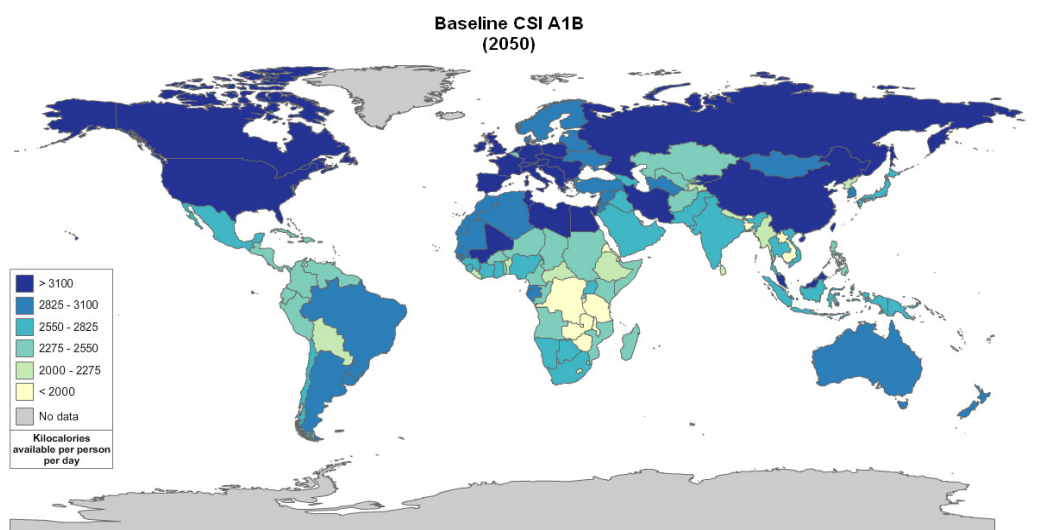 Baseline CSI A1B
(2050)
> 3100
2825 - 3100
2550 - 2825
2275 - 2550
2000 - 2275
< 2000
No data
Kilocalories
available per person
per day